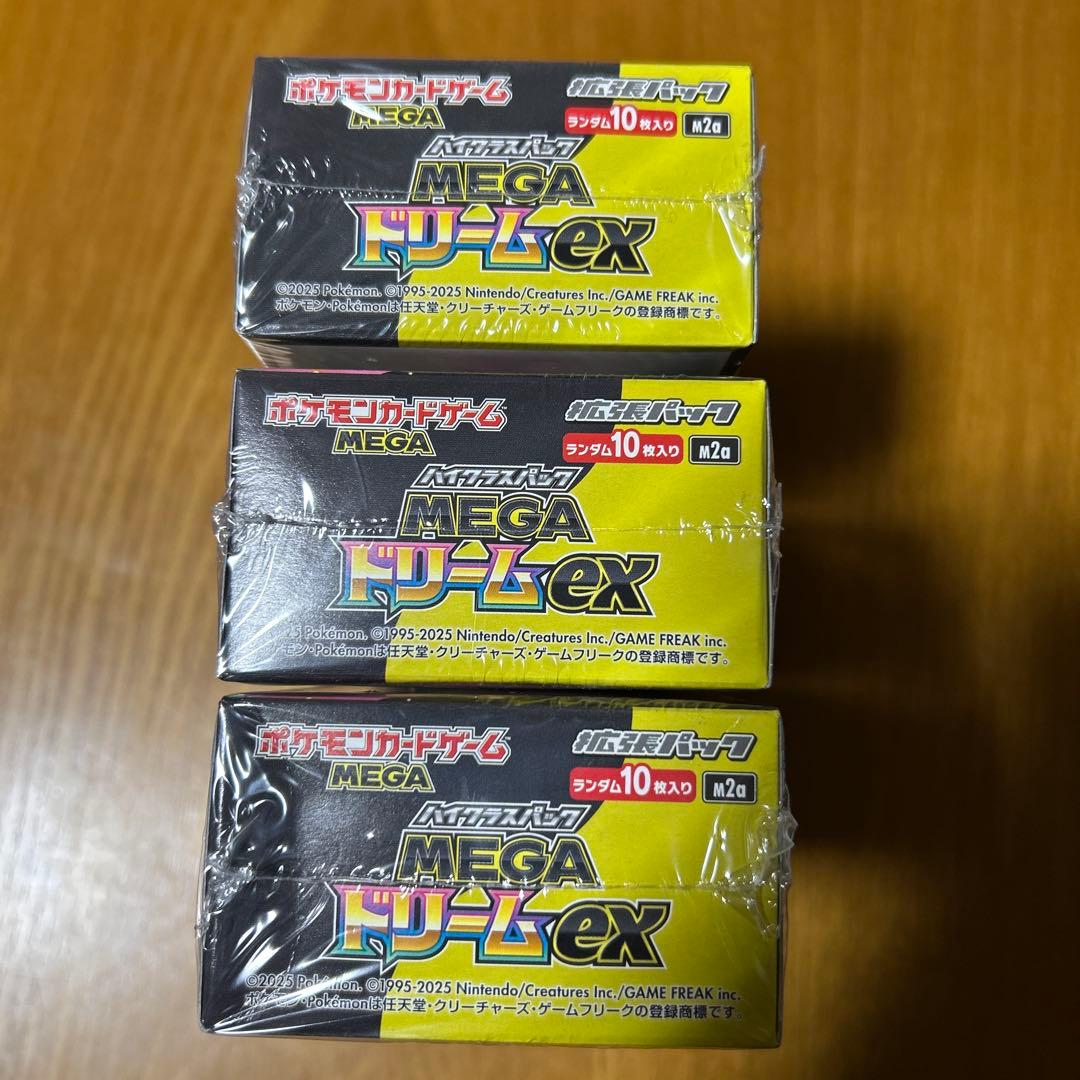 ポケモンカードゲーム
MEGA
拡張パック
ランダム10枚入り M2a
ハイクラスパック
MEGA
ドリームex
©2025 Pokémon. ©1995-2025 Nintendo/Creatures Inc./GAME FREAK inc.
ポケモン・Pokémonは任天堂・クリーチャーズ・ゲームフリークの登録商標です。
ポケモンカードゲーム
MEGA
拡張パック
ランダム10枚入り M2a
ハイクラスパック
MEGA
ドリームex
25 Pokémon. ©1995-2025 Nintendo/Creatures Inc./GAME FREAK inc.
モン・Pokémonは任天堂・クリーチャーズ・ゲームフリークの登録商標です。
ポケモンカードゲーム
MEGA
拡張パック
ランダム10枚入り M2a
ハイクラスパック
MEGA
ドリームex
©2025 Pokémon. ©1995-2025 Nintendo/Creatures Inc./GAME FREAK inc.
ポケモン・Pokémonは任天堂・クリーチャーズ・ゲームフリークの登録商標です。